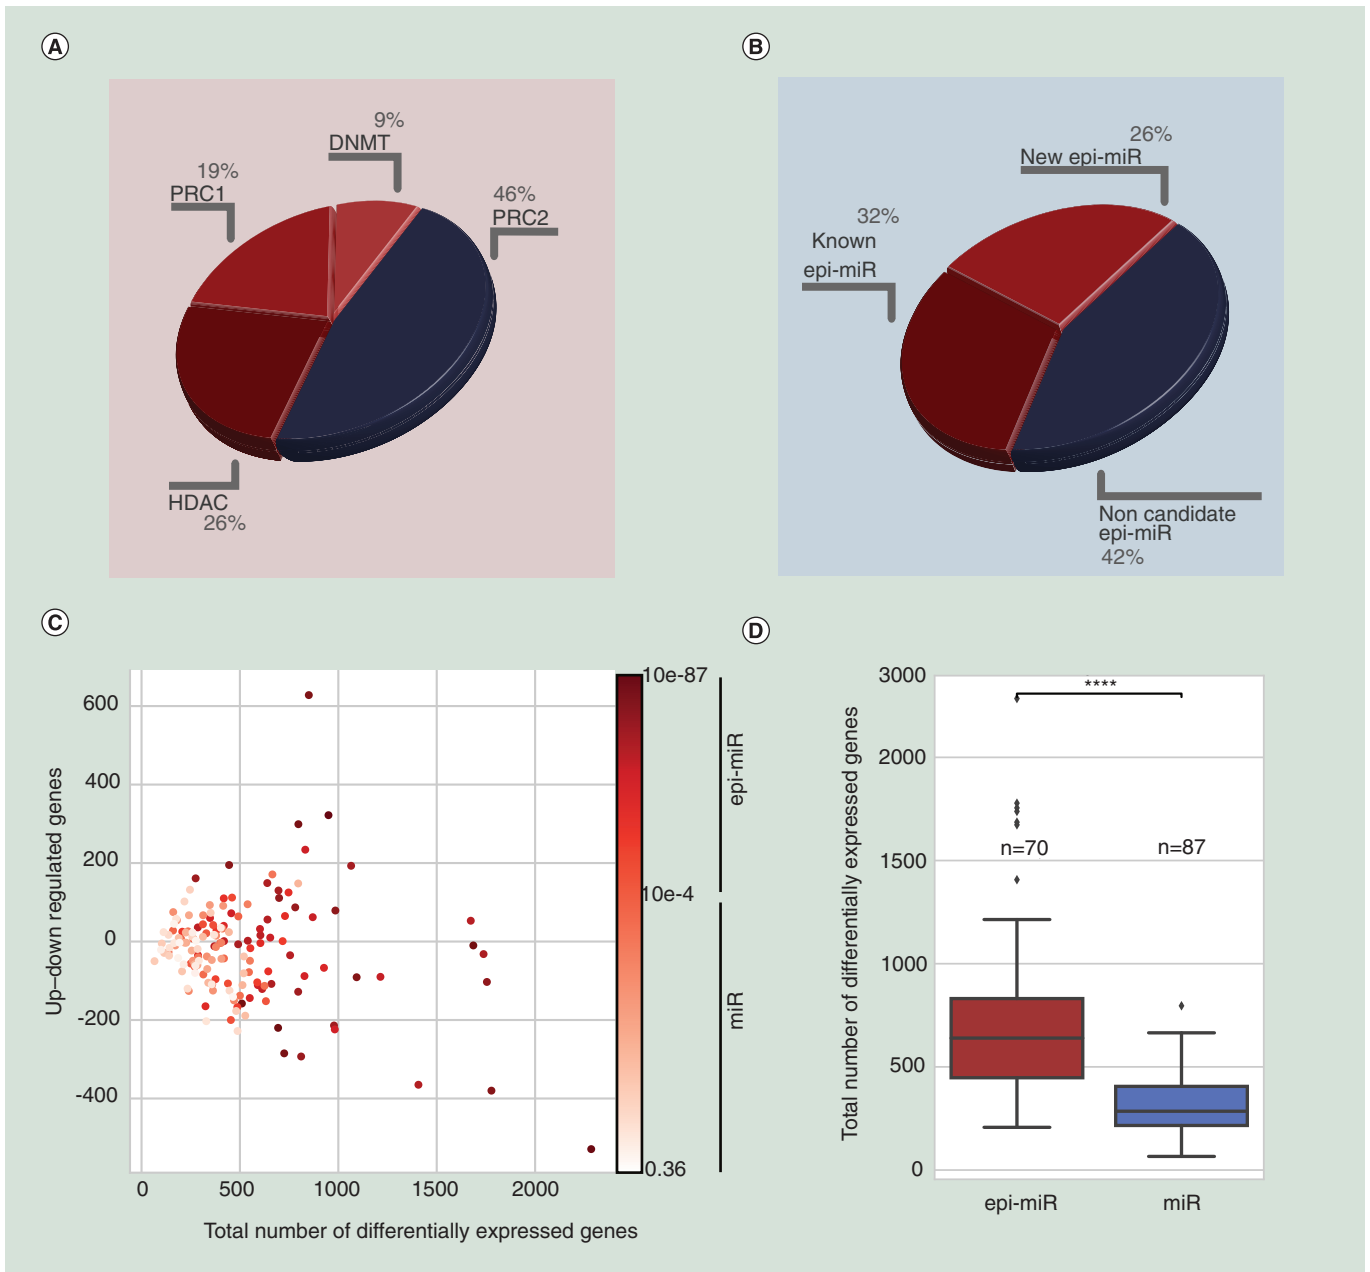 A
9%
DNMT
19%
PRC1
46%
PRC2
HDAC
26%
B
26%
New epi-miR
32%
Known
epi-miR
Non candidate
epi-miR
42%
C
Up–down regulated genes
600
400
200
0
-200
-400
0
500
1000
1500
2000
Total number of differentially expressed genes
10e-87
10e-4
0.36
epi-miR
miR
D
Total number of differentially expressed genes
3000
2000
1500
1000
500
0
****
n=70
n=87
epi-miR
miR